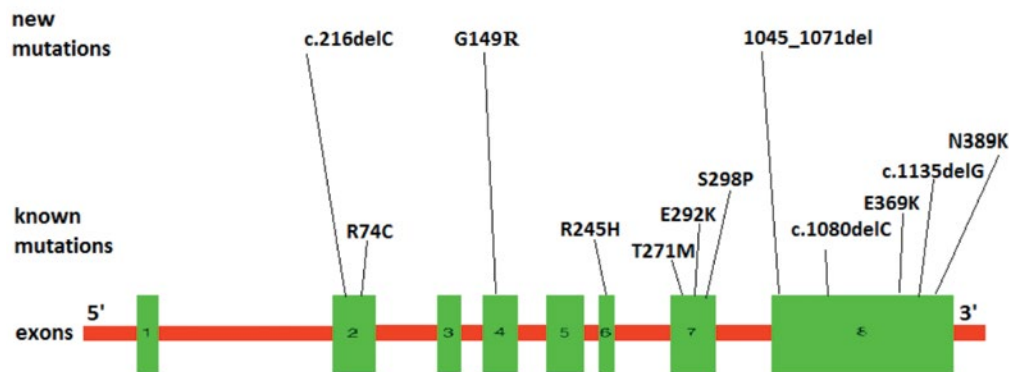 new
mutations
c.216delC G149R 1045_1071del
N389K
c.1135delG
S298P
E369K
known
mutations
E292K
R74C R245H c.1080delC
T271M
5' 3'
exons 1 2 3 4 5 6 7 8